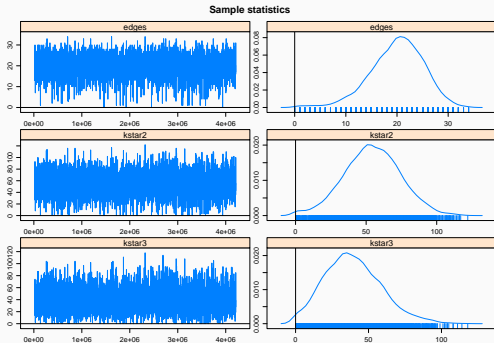 Sample statistics
edges
edges
0 10 20 30
0.00 0.02 0.04 0.06 0.08
0e+00 1e+06 2e+06 3e+06 4e+06
0 10 20 30
kstar2
kstar2
0 20 40 60 80 100
0.000 0.010 0.020
0e+00 1e+06 2e+06 3e+06 4e+06
0 50 100
kstar3
kstar3
0 20 40 60 80 100 120
0.000 0.010 0.020
0e+00 1e+06 2e+06 3e+06 4e+06
0 50 100